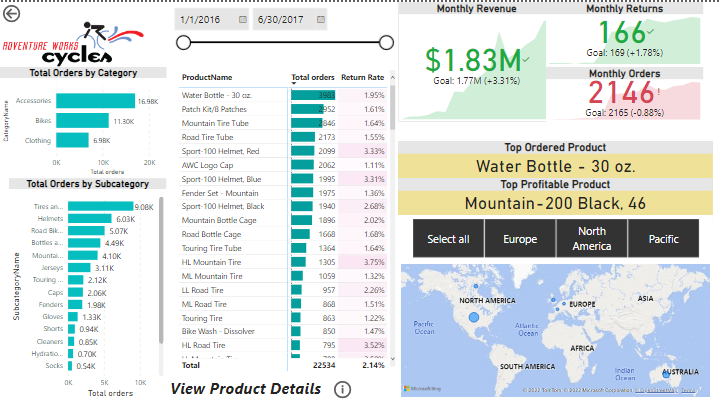 ADVENTURE WORKS
cycles
1/1/2016
6/30/2017
Total Orders by Category
CategoryName
Accessories
16.98K
Bikes
11.30K
Clothing
6.98K
0K
10K
20K
Total orders
Total Orders by Subcategory
SubcategoryName
Tires an... 9.08K
Helmets 6.03K
Road Bik... 5.07K
Bottles a... 4.49K
Mountai... 4.10K
Jerseys 3.11K
Touring ... 2.12K
Caps 2.06K
Fenders 1.98K
Gloves 1.33K
Shorts 0.94K
Cleaners 0.85K
Hydratio... 0.70K
Socks 0.54K
0K 5K 10K
Total orders
ProductName Total orders Return Rate
Water Bottle - 30 oz. 3983 1.95%
Patch Kit/8 Patches 2952 1.61%
Mountain Tire Tube 2846 1.64%
Road Tire Tube 2173 1.55%
Sport-100 Helmet, Red 2099 3.33%
AWC Logo Cap 2062 1.11%
Sport-100 Helmet, Blue 1995 3.31%
Fender Set - Mountain 1975 1.36%
Sport-100 Helmet, Black 1940 2.68%
Mountain Bottle Cage 1896 2.02%
Road Bottle Cage 1668 1.68%
Touring Tire Tube 1364 1.64%
HL Mountain Tire 1305 3.75%
ML Mountain Tire 1059 1.32%
LL Road Tire 957 2.26%
ML Road Tire 868 1.51%
Touring Tire 863 1.22%
Bike Wash - Dissolver 850 1.47%
HL Road Tire 795 3.52%
Total 22534 2.14%
View Product Details
Monthly Revenue
$1.83M
Goal: 1.77M (+3.31%)
Monthly Returns
166
Goal: 169 (+1.78%)
Monthly Orders
2146!
Goal: 2165 (-0.88%)
Top Ordered Product
Water Bottle - 30 oz.
Top Profitable Product
Mountain-200 Black, 46
Select all
Europe
North
America
Pacific
NORTH AMERICA
EUROPE
ASIA
Pacific
Ocean
Atlantic
Ocean
AFRICA
SOUTH AMERICA
Indian
Ocean
AUSTRALIA
Microsoft Bing
© 2022 TomTom, © 2022 Microsoft Corporation, © OpenStreetMap Terms